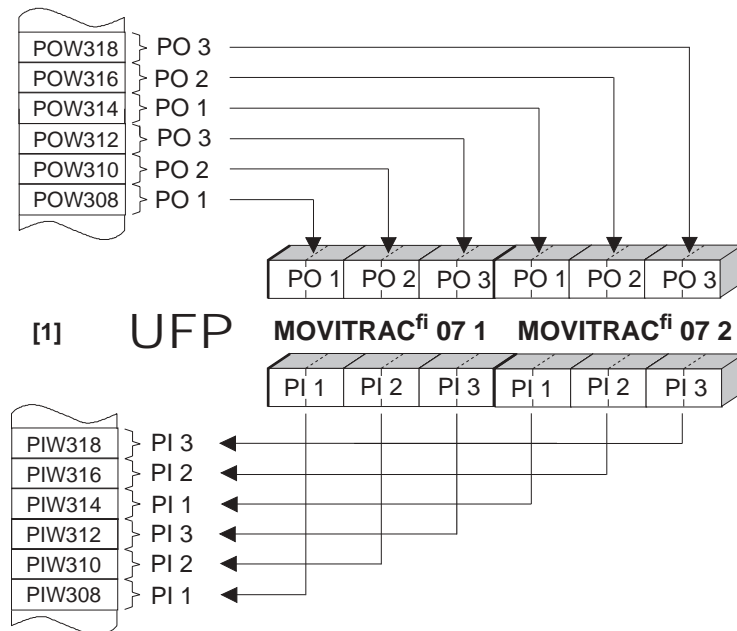 POW318 PO 3
POW316 PO 2
POW314 PO 1
POW312 PO 3
POW310 PO 2
POW308 PO 1
PO 1 PO 2 PO 3 PO 1 PO 2 PO 3
[1] UFP MOVITRACfi 07 1 MOVITRACfi 07 2
PI 1 PI 2 PI 3 PI 1 PI 2 PI 3
PIW318 PI 3
PIW316 PI 2
PIW314 PI 1
PIW312 PI 3
PIW310 PI 2
PIW308 PI 1